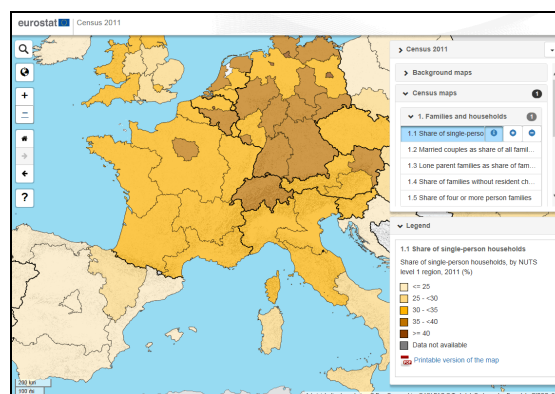 eurostat Census 2011
Census 2011
Background maps
Census maps 1
1. Families and households 1
1.1 Share of single-perso
1.2 Married couples as share of all famil...
1.3 Lone parent families as share of fam...
1.4 Share of families without resident ch...
1.5 Share of four or more person families
Legend
1.1 Share of single-person households
Share of single-person households, by NUTS
level 1 region, 2011 (%)
<= 25
25 - <30
30 - <35
35 - <40
>= 40
Data not available
Printable version of the map
200 km
100 mi